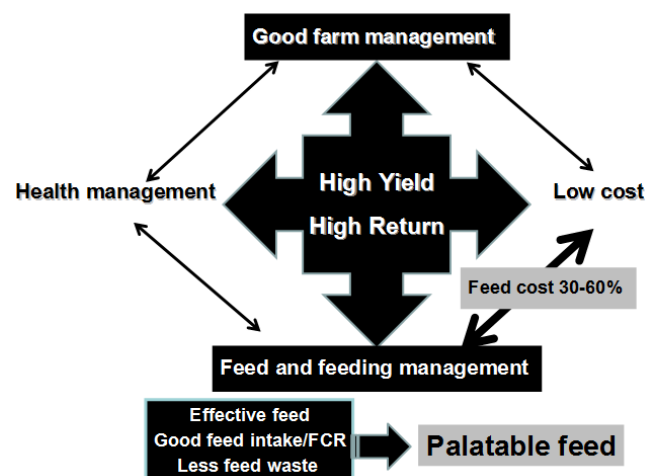 Good farm management
High Yield
Health management
Low cost
High Return
Feed cost 30-60%
Feed and feeding management
Effective feed
Good feed intake/FCR
Less feed waste
Palatable feed